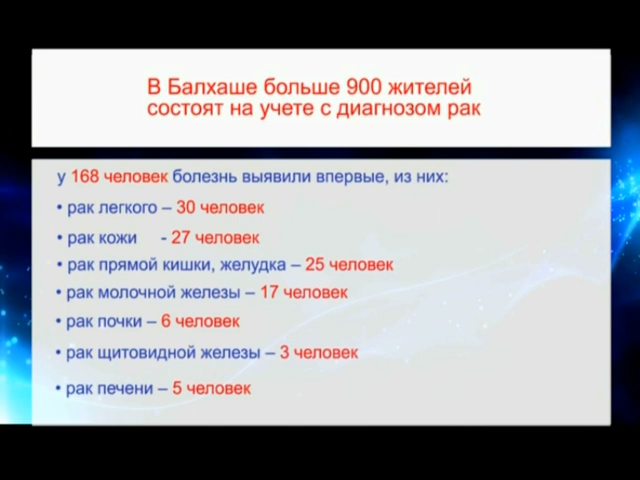 В Балхаше больше 900 жителей
состоят на учете с диагнозом рак
у 168 человек болезнь выявили впервые, из них:
• рак легкого – 30 человек
• рак кожи - 27 человек
• рак прямой кишки, желудка – 25 человек
• рак молочной железы – 17 человек
• рак почки – 6 человек
• рак щитовидной железы – 3 человек
• рак печени – 5 человек